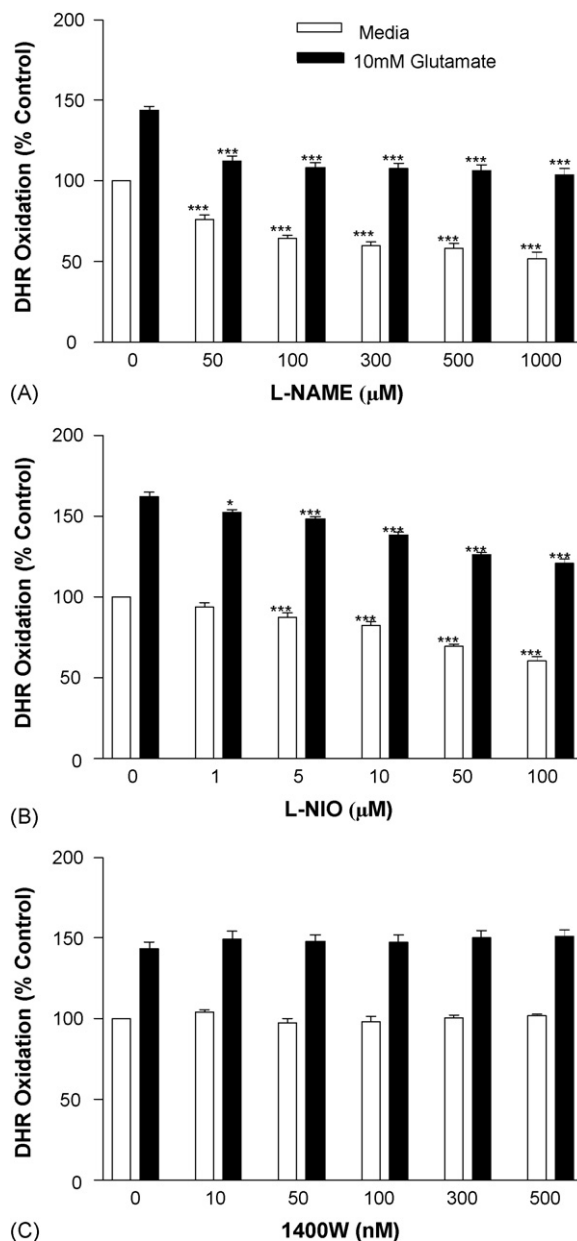 200
Media
10mM Glutamate
150
***
***
***
***
***
100
***
***
***
***
***
50
0
DHR Oxidation (% Control)
0 50 100 300 500 1000
(A)
L-NAME (μM)
200
150
*
***
***
***
***
100
***
***
***
***
50
0
DHR Oxidation (% Control)
0 1 5 10 50 100
(B)
L-NIO (μM)
200
150
100
50
0
DHR Oxidation (% Control)
0 10 50 100 300 500
(C)
1400W (nM)